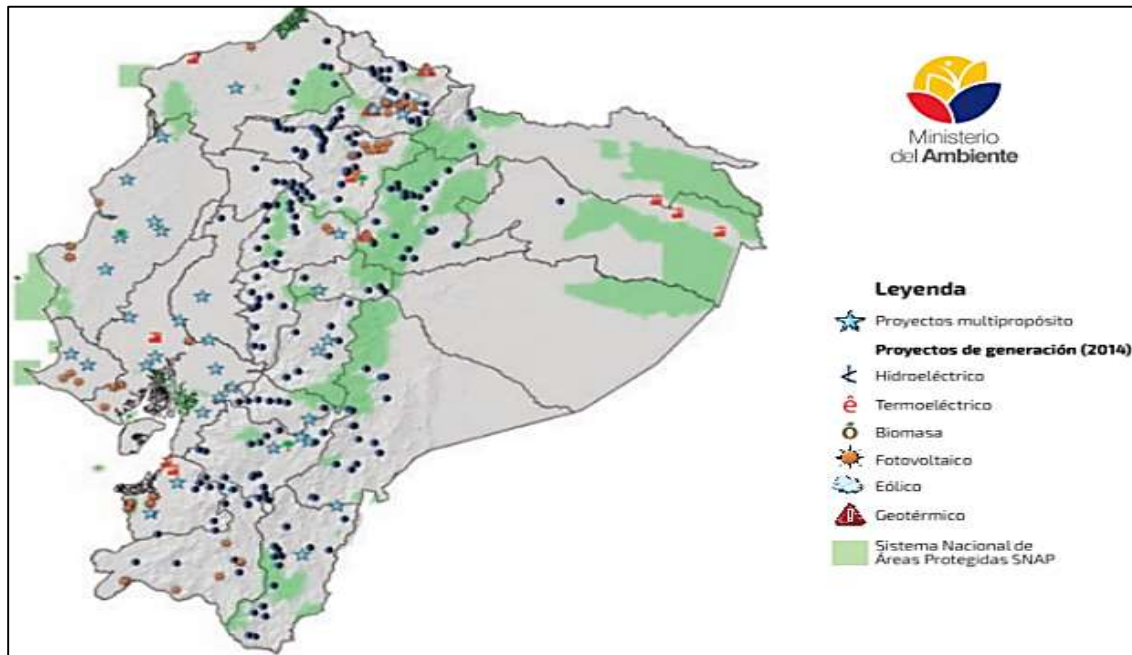 Ministerio
del Ambiente
Leyenda
Proyectos multipropósito
Proyectos de generación (2014)
Hidroeléctrico
ê Termoeléctrico
Biomasa
Fotovoltaico
Eólico
Geotérmico
Sistema Nacional de
Áreas Protegidas SNAP